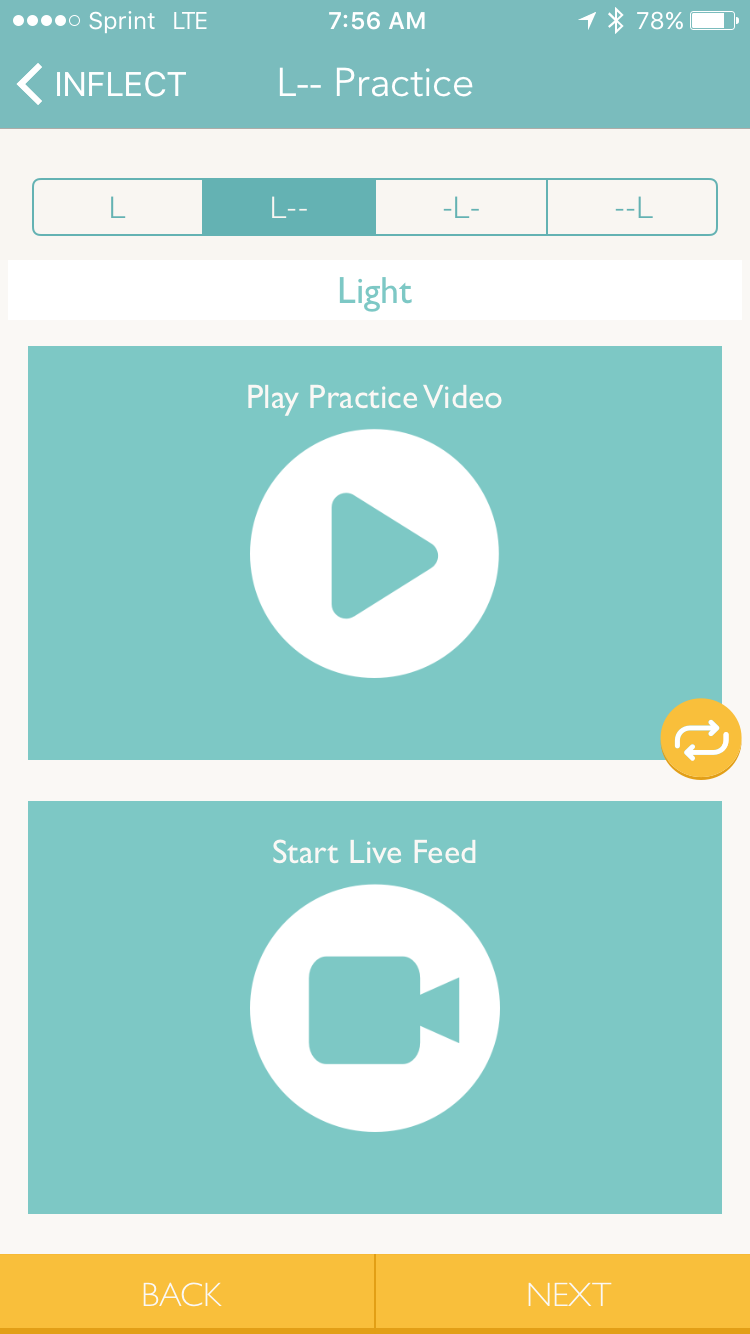 Sprint LTE 7:56 AM 78%
INFLECT L-- Practice
L L-- -L- --L
Light
Play Practice Video
Start Live Feed
BACK NEXT